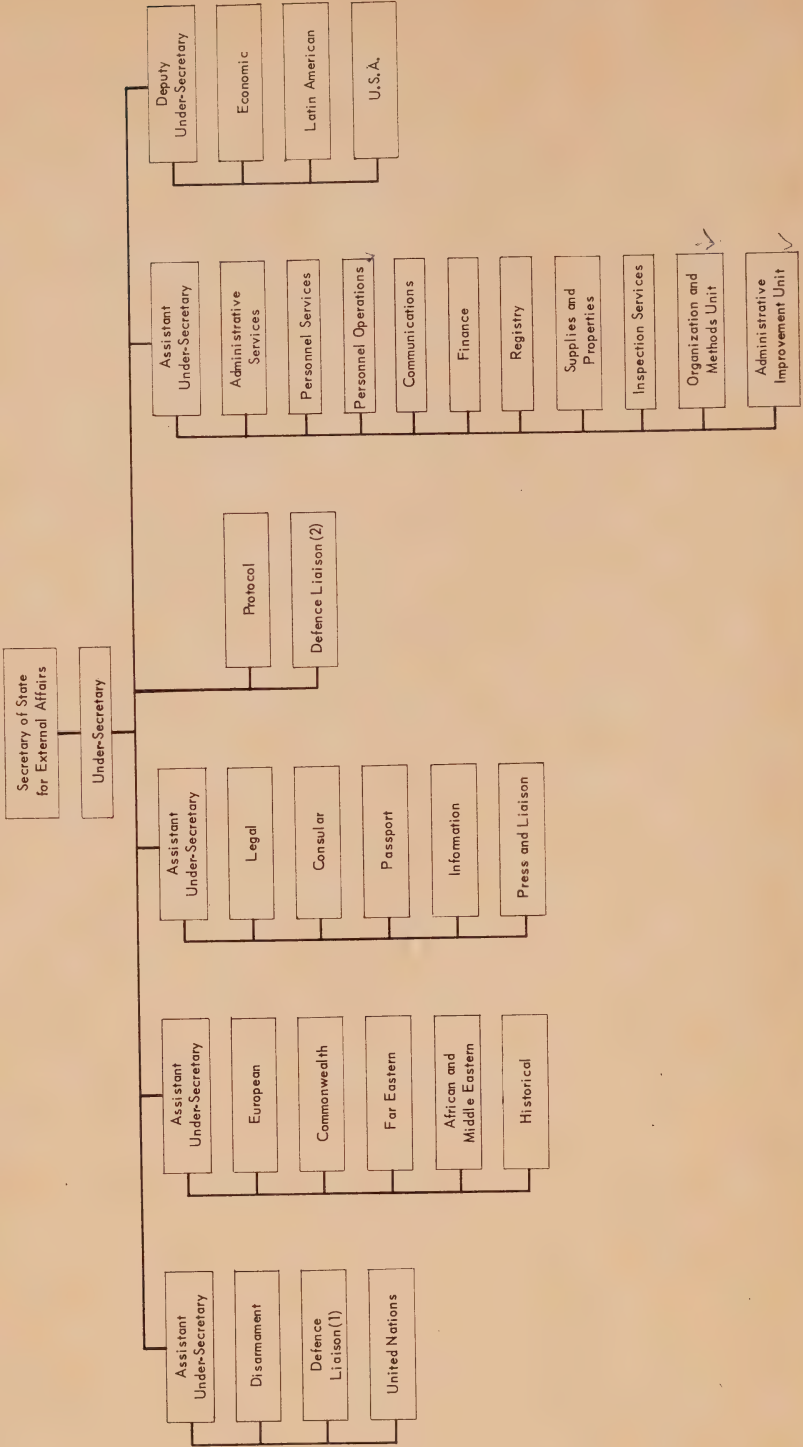 Secretary of State
for External Affairs
Under-Secretary
Assistant
Under-Secretary
Disarmament
Defence
Liaison(1)
United Nations
Assistant
Under-Secretary
European
Commonwealth
Far Eastern
African and
Middle Eastern
Historical
Assistant
Under-Secretary
Legal
Consular
Passport
Information
Press and Liaison
Protocol
Defence Liaison(2)
Assistant
Under-Secretary
Administrative
Services
Personnel Services
Personnel Operations
Communications
Finance
Registry
Supplies and
Properties
Inspection Services
Organization and
Methods Unit
Administrative
Improvement Unit
Deputy
Under-Secretary
Economic
Latin American
U.S.A.